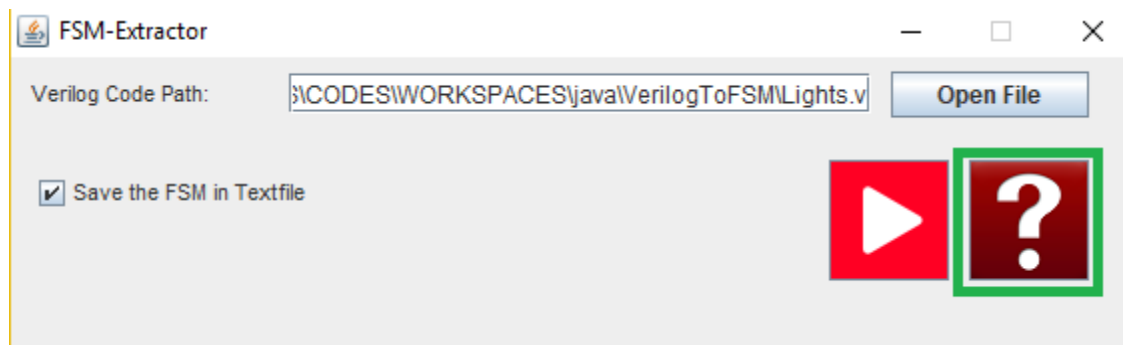 FSM-Extractor
Verilog Code Path: S\CODES\WORKSPACES\java\VerilogToFSM\Lights.v Open File
Save the FSM in Textfile
?